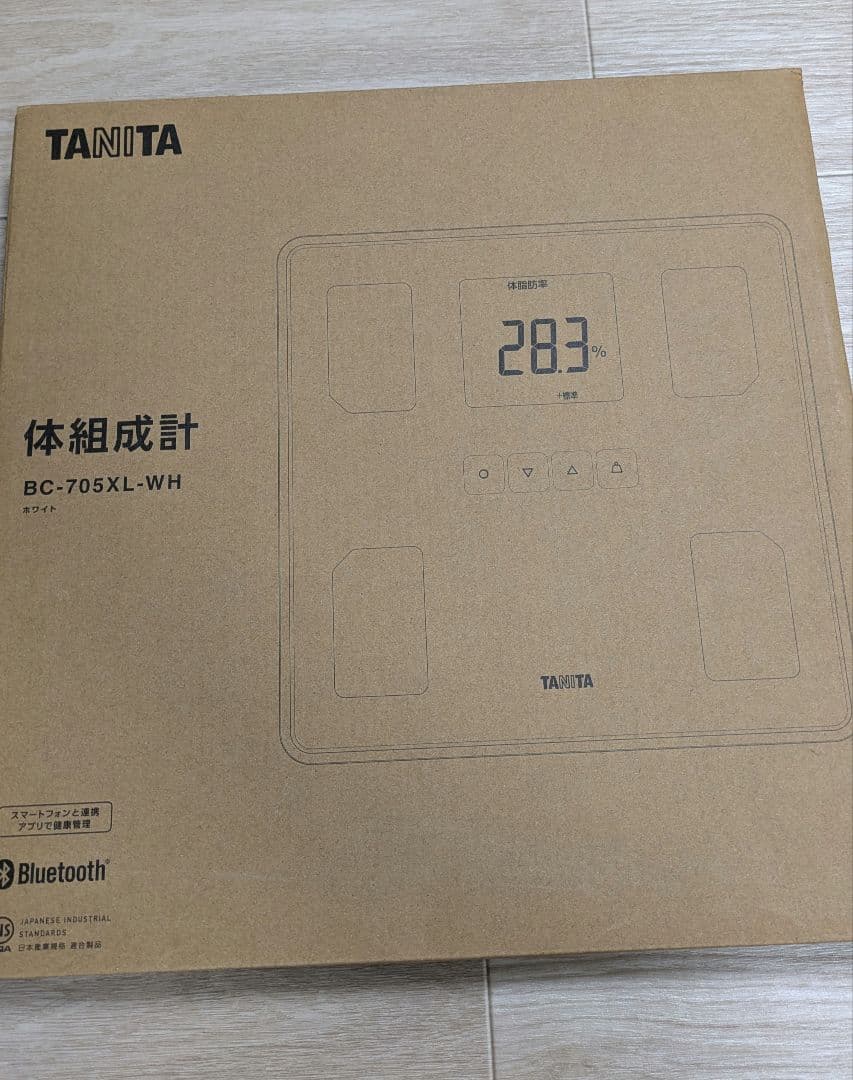 TANITA
体脂肪率
28.3%
+標準
体組成計
BC-705XL-WH
ホワイト
TANITA
スマートフォンと連携
アプリで健康管理
Bluetooth®
JAPANESE INDUSTRIAL
STANDARDS
日本産業規格 適合製品